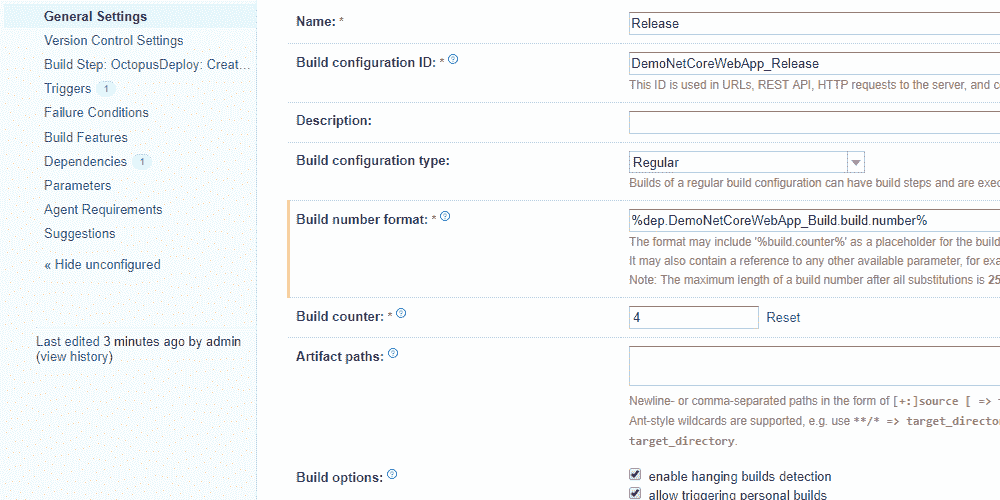 General Settings
Version Control Settings
Build Step: OctopusDeploy: Creat...
Triggers 1
Failure Conditions
Build Features
Dependencies 1
Parameters
Agent Requirements
Suggestions
« Hide unconfigured
Last edited 3 minutes ago by admin
(view history)
Name: *
Release
Build configuration ID: *
DemoNetCoreWebApp_Release
This ID is used in URLs, REST API, HTTP requests to the server, and
Description:
Build configuration type:
Regular
Builds of a regular build configuration can have build steps and are
Build number format: *
%dep.DemoNetCoreWebApp_Build.build.number%
The format may include '%build.counter%' as a placeholder for the build
It may also contain a reference to any other available parameter, for
Note: The maximum length of a build number after all substitutions is 25
Build counter: *
4
Reset
Artifact paths:
Newline- or comma-separated paths in the form of [+:]source [ =>
Ant-style wildcards are supported, e.g. use **/* =>
target_directory.
Build options:
enable hanging builds detection
allow triggering personal builds